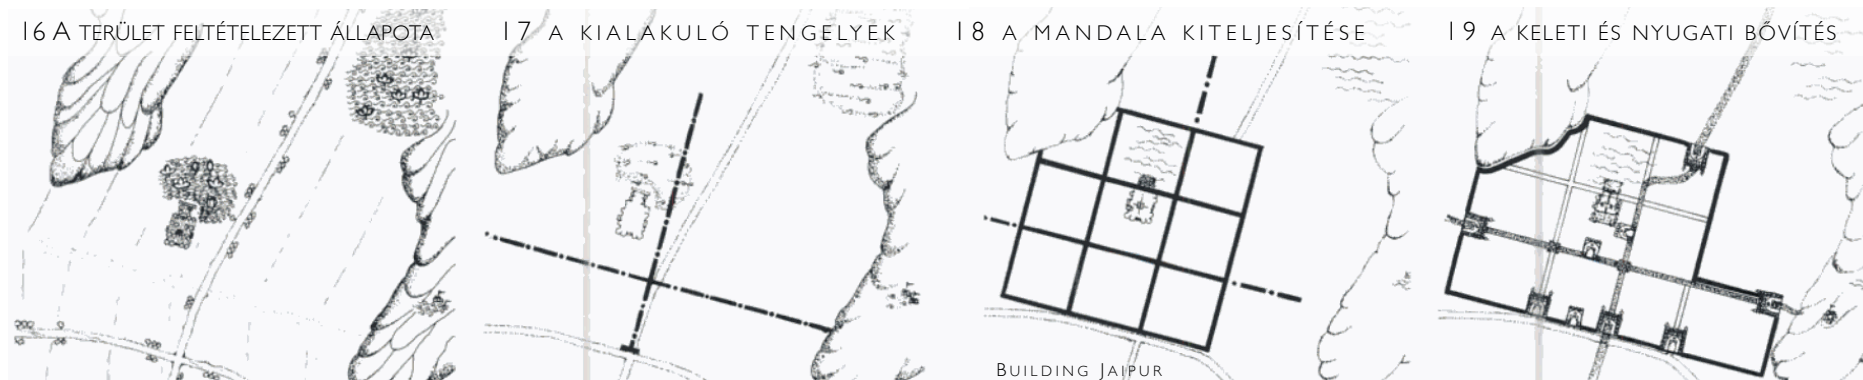 16 A TERÜLET FELTÉTELEZETT ÁLLAPOTA
17 A KIALAKULÓ TENGELYEK
18 A MANDALA KITELJESÍTÉSE
19 A KELETI ÉS NYUGATI BŐVÍTÉS
BUILDING JAIPUR